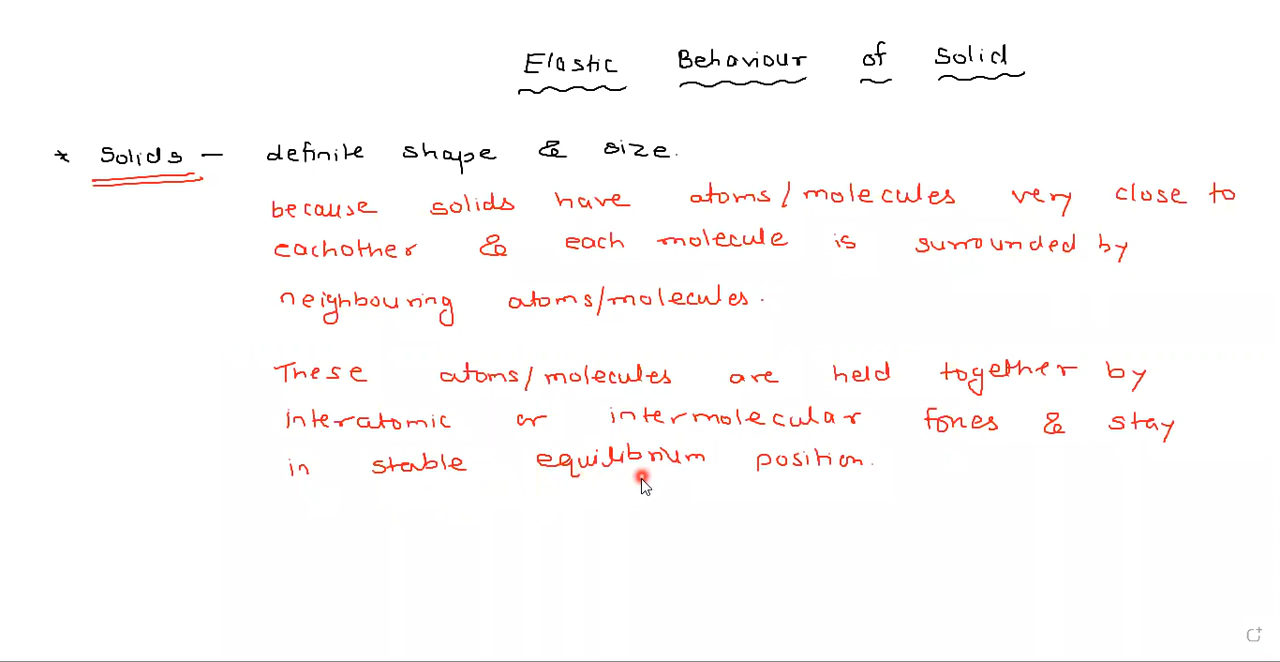 Elastic Behaviour of Solid
* Solids - definite shape & size.
because solids have atoms/molecules very close to
eachother & each molecule is surrounded by
neighbouring atoms/molecules.
These atoms/molecules are held together by
interatomic or intermolecular forces & stay
in stable equilibrium position.